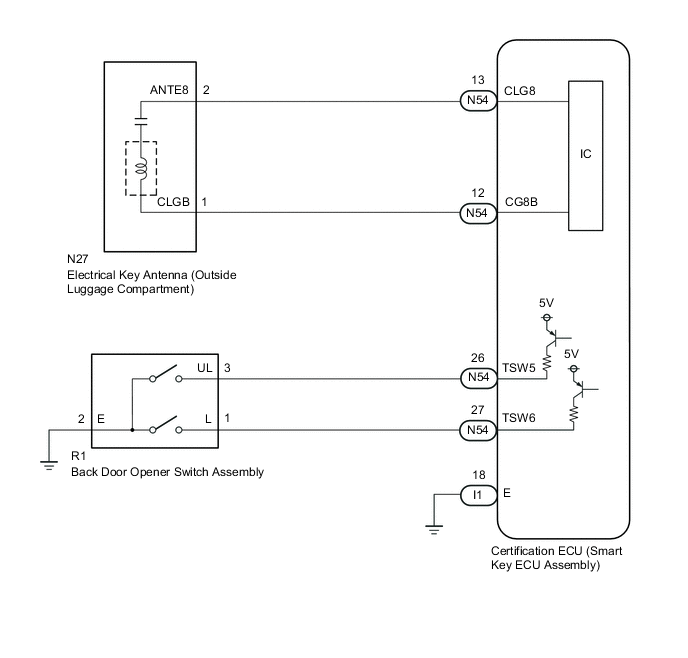 13
ANTE8 2 N54 CLG8
IC
12
CLGB 1 N54 CG8B
N27
Electrical Key Antenna (Outside
Luggage Compartment)
5V
5V
26
UL 3 N54 TSW5
27
2 E L 1 N54 TSW6
R1
Back Door Opener Switch Assembly
18
I1 E
Certification ECU (Smart
Key ECU Assembly)